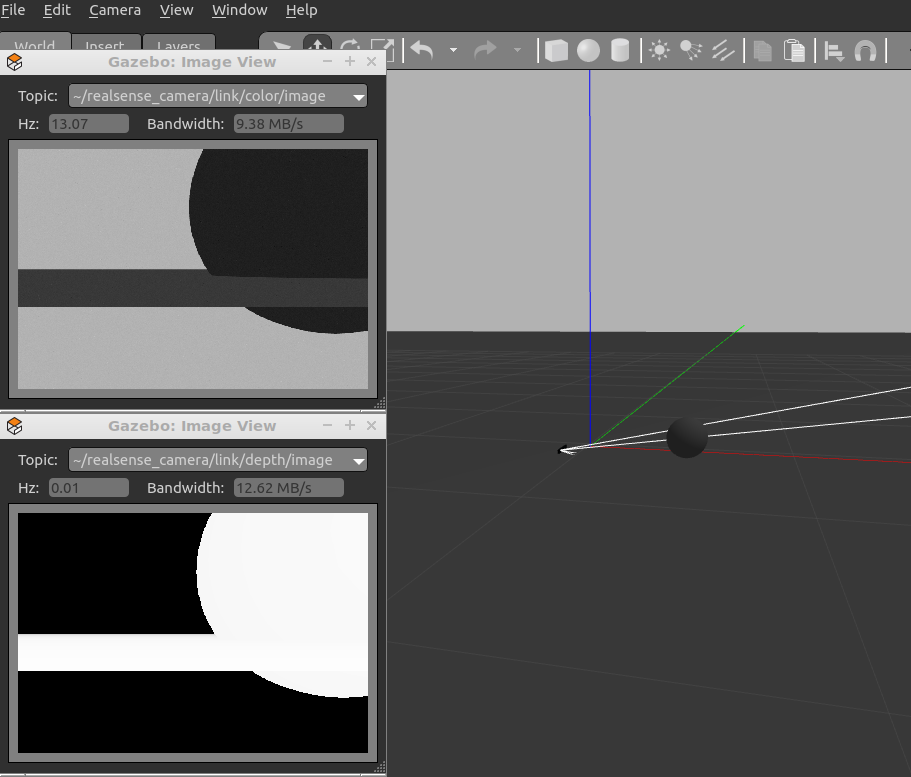 File Edit Camera View Window Help
World Insert Layers
Gazebo: Image View
Topic: ~/realsense_camera/link/color/image
Hz: 13.07 Bandwidth: 9.38 MB/s
Gazebo: Image View
Topic: ~/realsense_camera/link/depth/image
Hz: 0.01 Bandwidth: 12.62 MB/s